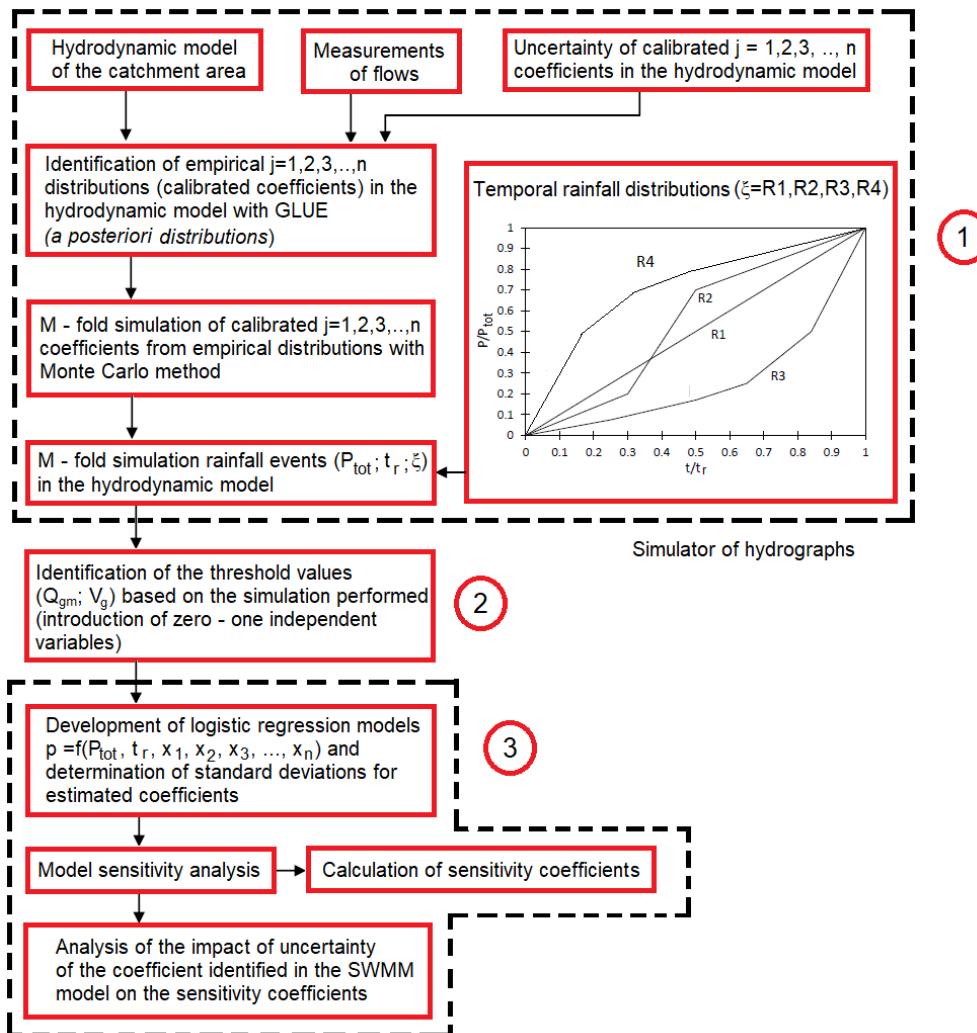 Hydrodynamic model
of the catchment area
Measurements
of flows
Uncertainty of calibrated j = 1,2,3, .., n
coefficients in the hydrodynamic model
Identification of empirical j=1,2,3,..,n
distributions (calibrated coefficients) in the
hydrodynamic model with GLUE
(a posteriori distributions)
Temporal rainfall distributions (ξ=R1,R2,R3,R4)
1
0.9
0.8
0.7
0.6
0.5
0.4
0.3
0.2
0.1
0
P/Ptot
R4
R2
R1
R3
0 0.1 0.2 0.3 0.4 0.5 0.6 0.7 0.8 0.9 1
t/tr
1
M - fold simulation of calibrated j=1,2,3,..,n
coefficients from empirical distributions with
Monte Carlo method
M - fold simulation rainfall events (Ptot; tr; ξ)
in the hydrodynamic model
Simulator of hydrographs
Identification of the threshold values
(Qgm; Vg) based on the simulation performed
(introduction of zero - one independent
variables)
2
Development of logistic regression models
p =f(Ptot, tr, x1, x2, x3, ..., xn) and
determination of standard deviations for
estimated coefficients
3
Model sensitivity analysis
Calculation of sensitivity coefficients
Analysis of the impact of uncertainty
of the coefficient identified in the SWMM
model on the sensitivity coefficients